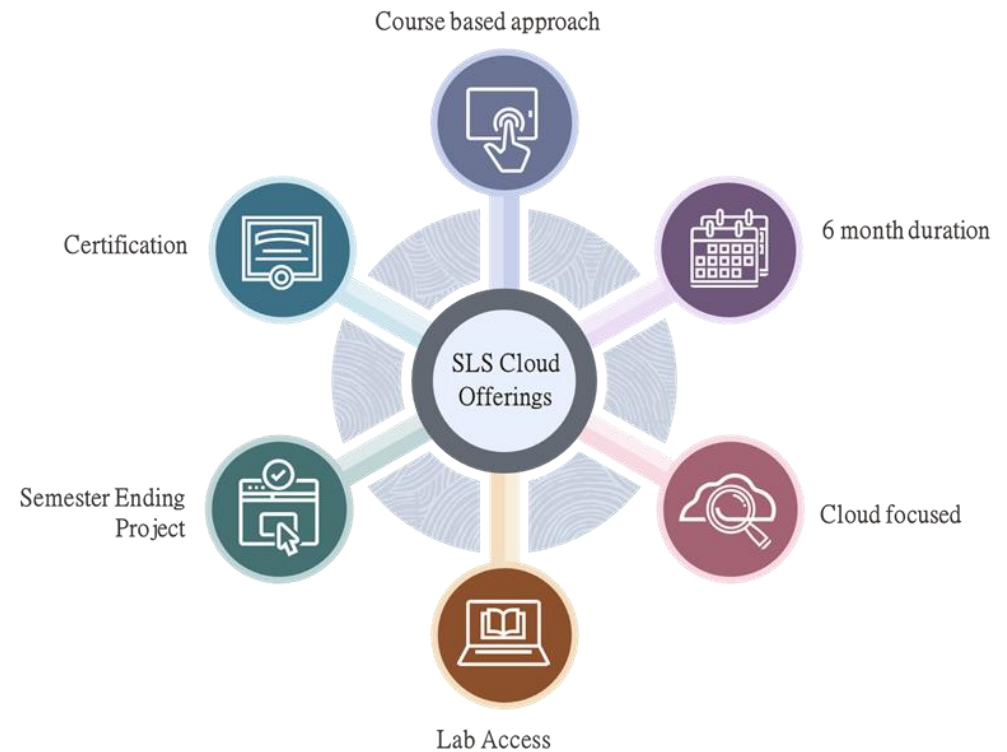 Course based approach
Certification
6 month duration
SLS Cloud
Offerings
Semester Ending
Project
Cloud focused
Lab Access